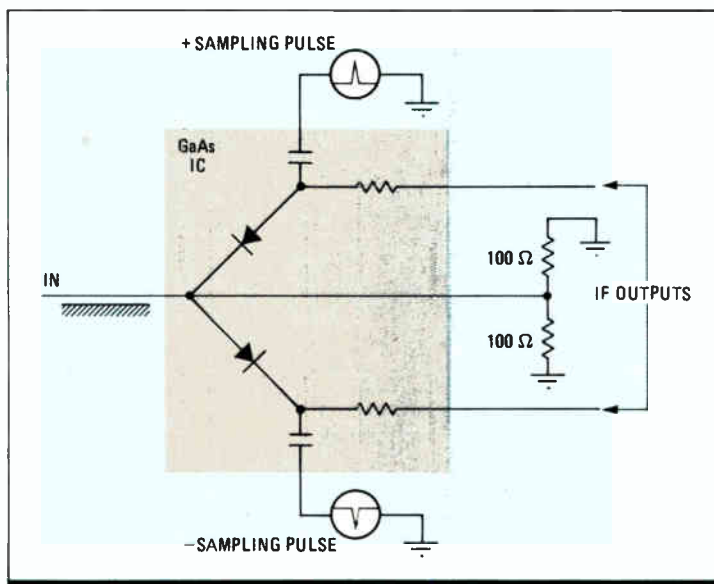 + SAMPLING PULSE
GaAs
IC
IN
100 Ω
100 Ω
IF OUTPUTS
−SAMPLING PULSE